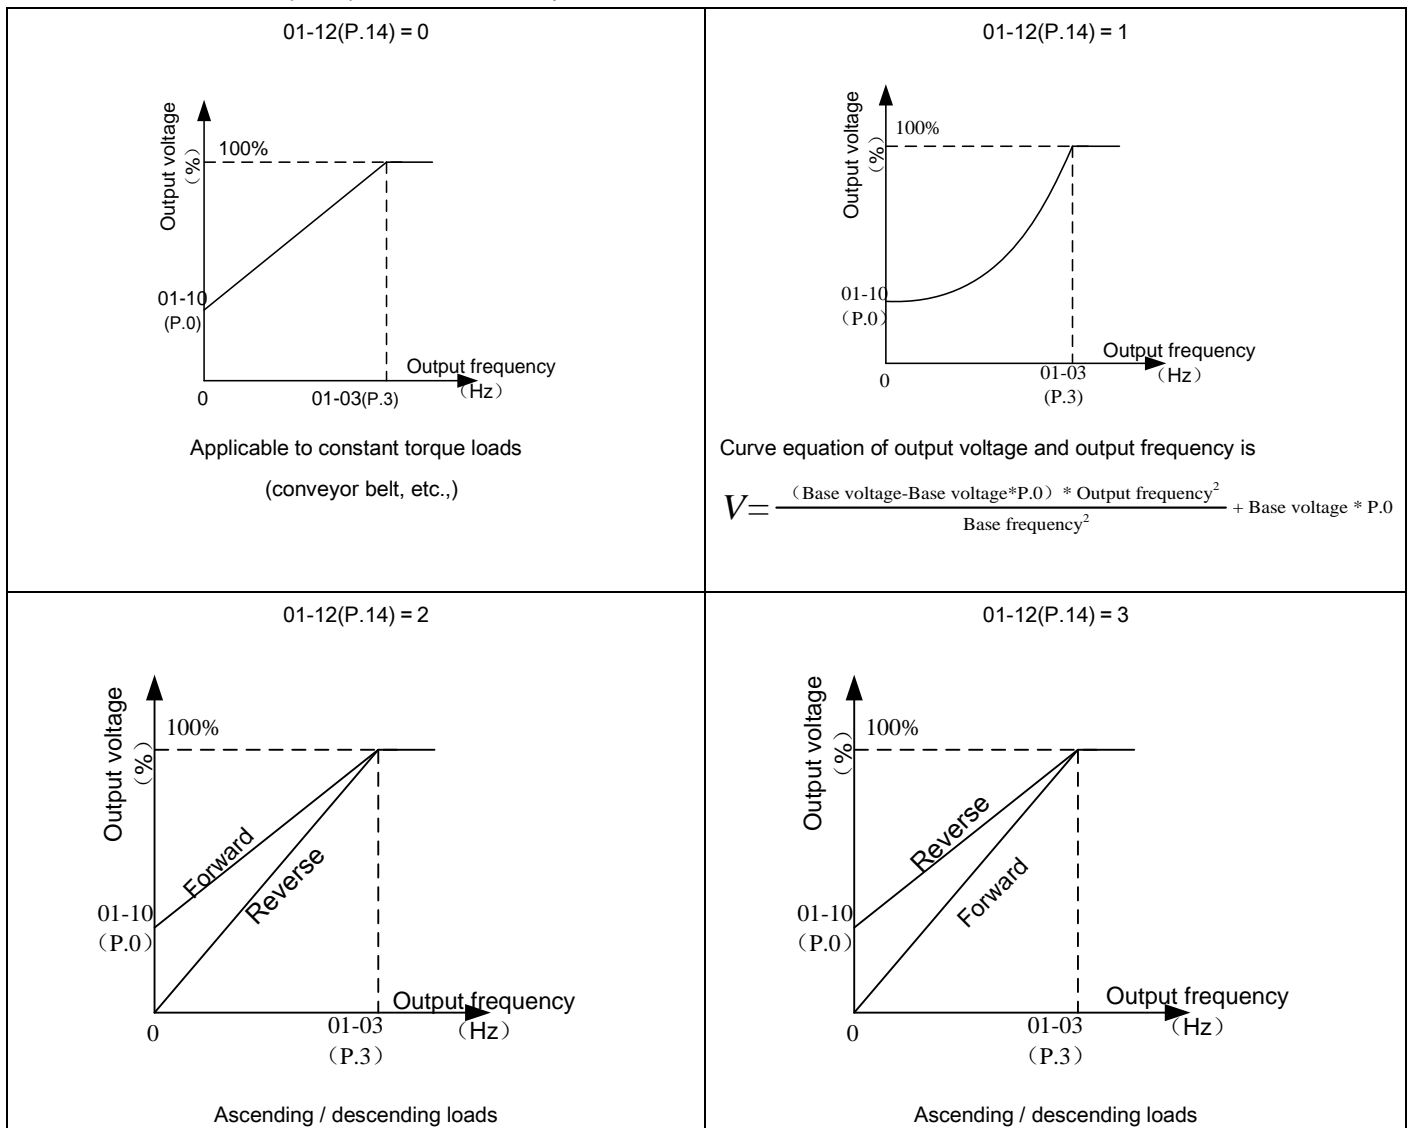 01-12(P.14) = 0
Output voltage
（%）
100%
01-10
(P.0)
Output frequency
（Hz）
0
01-03(P.3)
Applicable to constant torque loads
(conveyor belt, etc.,)
01-12(P.14) = 1
Output voltage
（%）
100%
01-10
（P.0）
Output frequency
（Hz）
0
01-03
(P.3)
Curve equation of output voltage and output frequency is
V= （Base voltage-Base voltage*P.0）* Output frequency² + Base voltage * P.0
Base frequency²
01-12(P.14) = 2
Output voltage
（%）
100%
Forward
Reverse
01-10
（P.0）
Output frequency
（Hz）
0
01-03
（P.3）
Ascending / descending loads
01-12(P.14) = 3
Output voltage
（%）
100%
Reverse
Forward
01-10
（P.0）
Output frequency
（Hz）
0
01-03
（P.3）
Ascending / descending loads